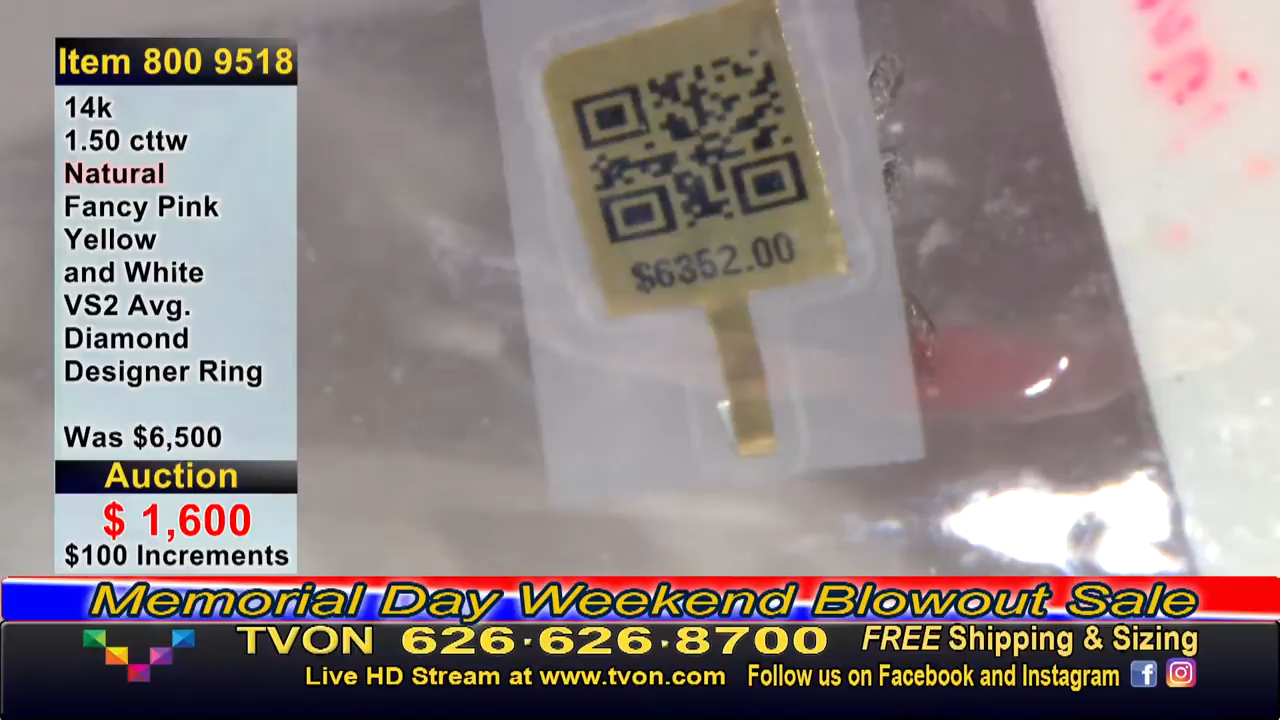 Item 800 9518
14k
1.50 cttw
Natural
Fancy Pink
Yellow
and White
VS2 Avg.
Diamond
Designer Ring
Was $6,500
Auction
$ 1,600
$100 Increments
$6352.00
Memorial Day Weekend Blowout Sale
TVON 626·626·8700 FREE Shipping & Sizing
Live HD Stream at www.tvon.com Follow us on Facebook and Instagram